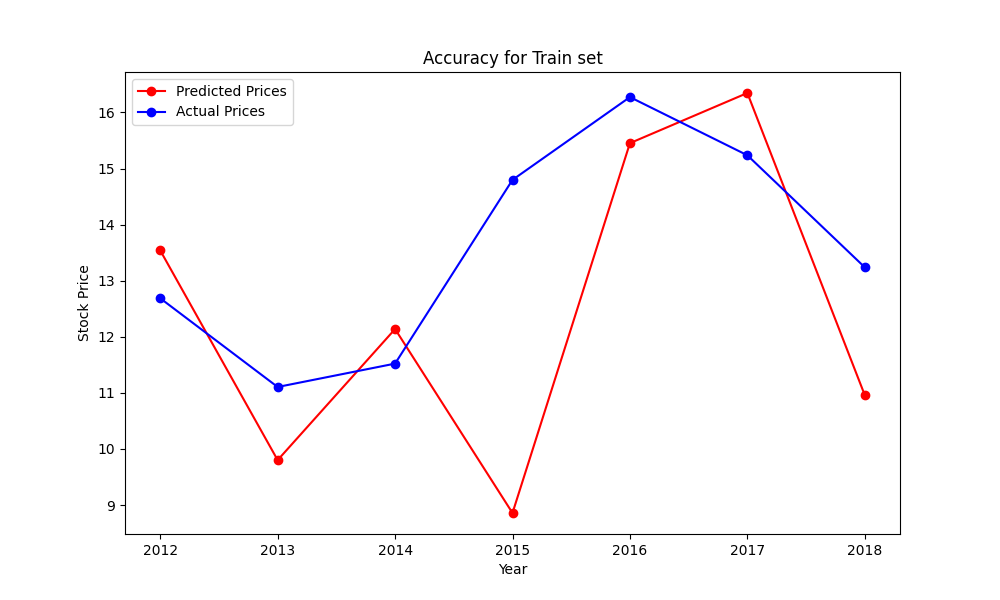 Accuracy for Train set
Predicted Prices
Actual Prices
Stock Price
16
15
14
13
12
11
10
9
2012 2013 2014 2015 2016 2017 2018
Year